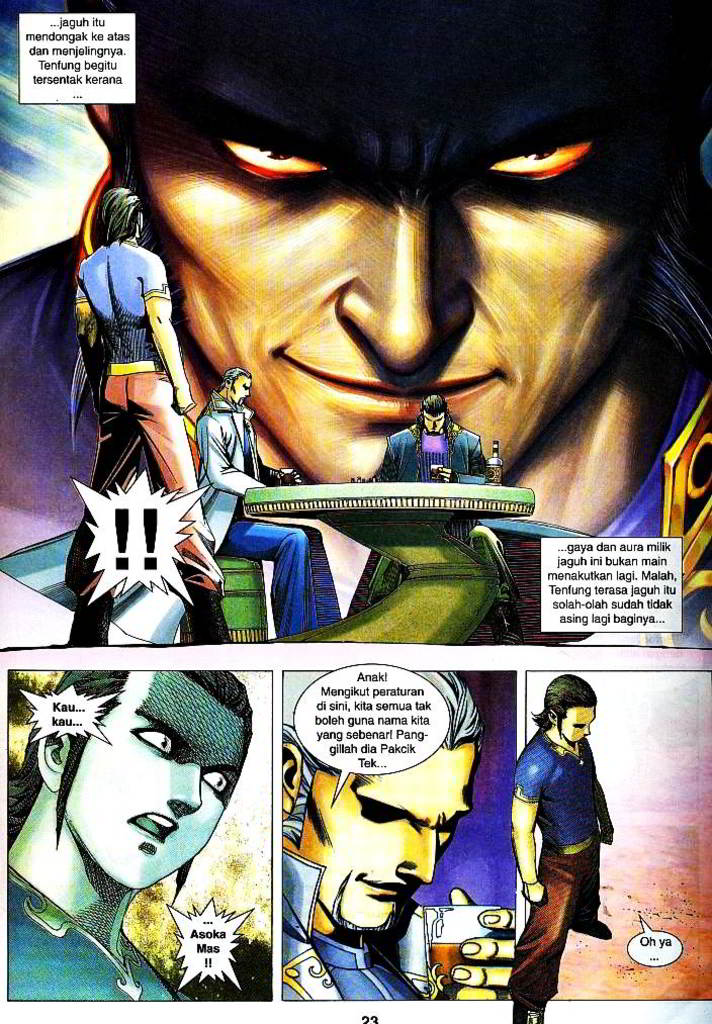 ...jaguh itu
mendongak ke atas
dan menjelingnya.
Tenfung begitu
tersentak kerana
...
!!
...gaya dan aura milik
jaguh ini bukan main
menakutkan lagi. Malah,
Tenfung terasa jaguh itu
solah-olah sudah tidak
asing lagi baginya...
Kau...
kau...
...
Asoka
Mas
!!
Anak!
Mengikut peraturan
di sini, kita semua tak
boleh guna nama kita
yang sebenar! Pang-
gillah dia Pakcik
Tek...
Oh ya
...
23